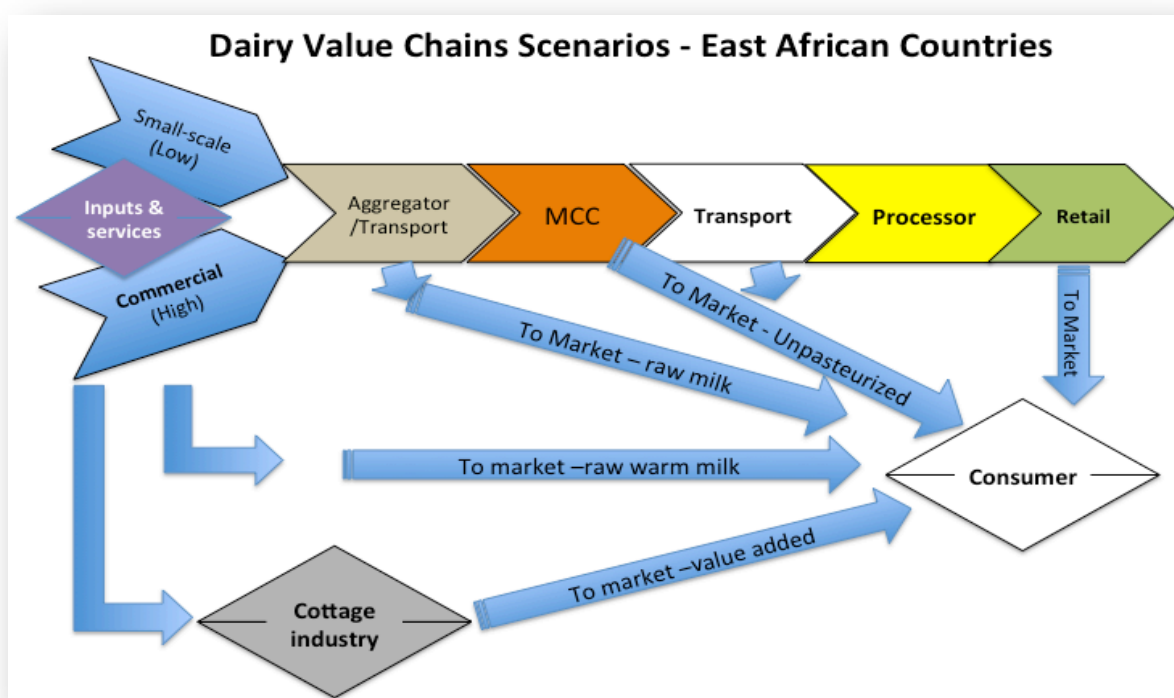 Dairy Value Chains Scenarios - East African Countries
Small-scale
(Low)
Inputs &
services
Commercial
(High)
Aggregator
/Transport
MCC
Transport
Processor
Retail
To Market – raw milk
To Market - Unpasteurized
To Market
To market –raw warm milk
Consumer
To market –value added
Cottage
industry